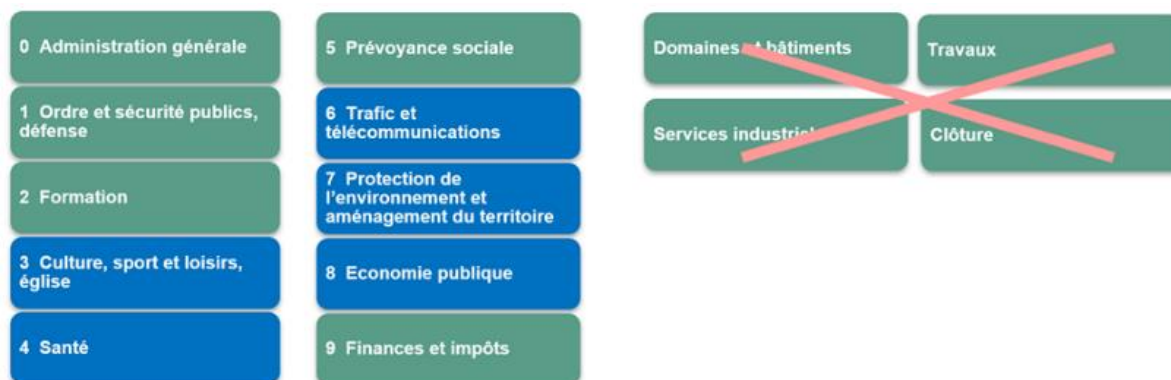 0 Administration générale
1 Ordre et sécurité publics,
défense
2 Formation
3 Culture, sport et loisirs,
église
4 Santé
5 Prévoyance sociale
6 Trafic et
télécommunications
7 Protection de
l'environnement et
aménagement du territoire
8 Economie publique
9 Finances et impôts
Domaines et bâtiments
Travaux
Services industriels
Clôture